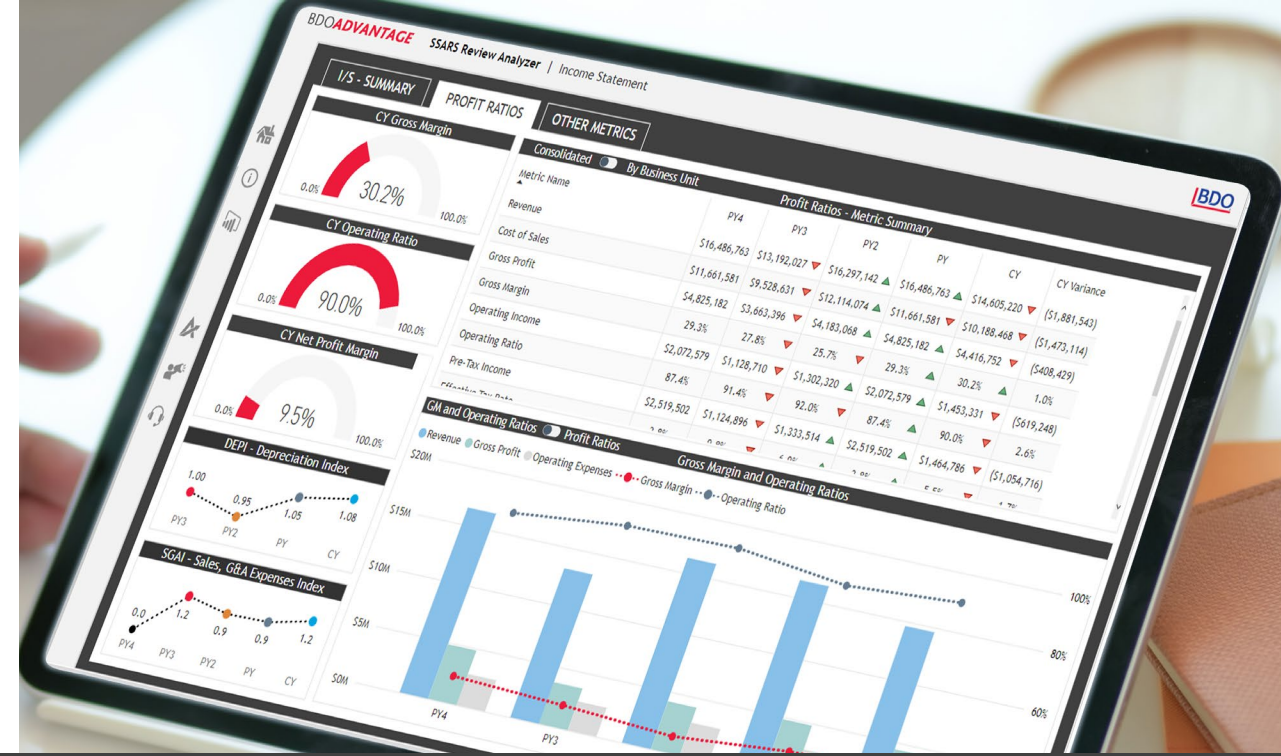 BDOADVANTAGE SSARS Review Analyzer | Income Statement
BDO
I/S - SUMMARY PROFIT RATIOS OTHER METRICS
CY Gross Margin
0.0% 30.2% 100.0%
CY Operating Ratio
0.0% 90.0% 100.0%
CY Net Profit Margin
0.0% 9.5% 100.0%
DEPI - Depreciation Index
1.00 0.95 1.05 1.08
PY3 PY2 PY CY
SGAI - Sales, G&A Expenses Index
0.0 1.2 0.9 0.9 1.2
PY4 PY3 PY2 PY CY
Consolidated By Business Unit Profit Ratios - Metric Summary
Metric Name PY4 PY3 PY2 PY CY CY Variance
Revenue $16,486,763 $13,192,027 $16,297,142 $16,486,763 $14,605,220 ($1,881,543)
Cost of Sales $11,661,581 $9,528,631 $12,114,074 $11,661,581 $10,188,468 ($1,473,114)
Gross Profit $4,825,182 $3,663,396 $4,183,068 $4,825,182 $4,416,752 ($408,429)
Gross Margin 29.3% 27.8% 25.7% 29.3% 30.2% 1.0%
Operating Income $2,072,579 $1,128,710 $1,302,320 $2,072,579 $1,453,331 ($619,248)
Operating Ratio 87.4% 91.4% 92.0% 87.4% 90.0% 2.6%
Pre-Tax Income $2,519,502 $1,124,896 $1,333,514 $2,519,502 $1,464,786 ($1,054,716)
GM and Operating Ratios Profit Ratios Gross Margin and Operating Ratios
Revenue Gross Profit Operating Expenses Gross Margin Operating Ratio
$20M
$15M
$10M
$5M
$0M
100%
80%
60%
PY4 PY3